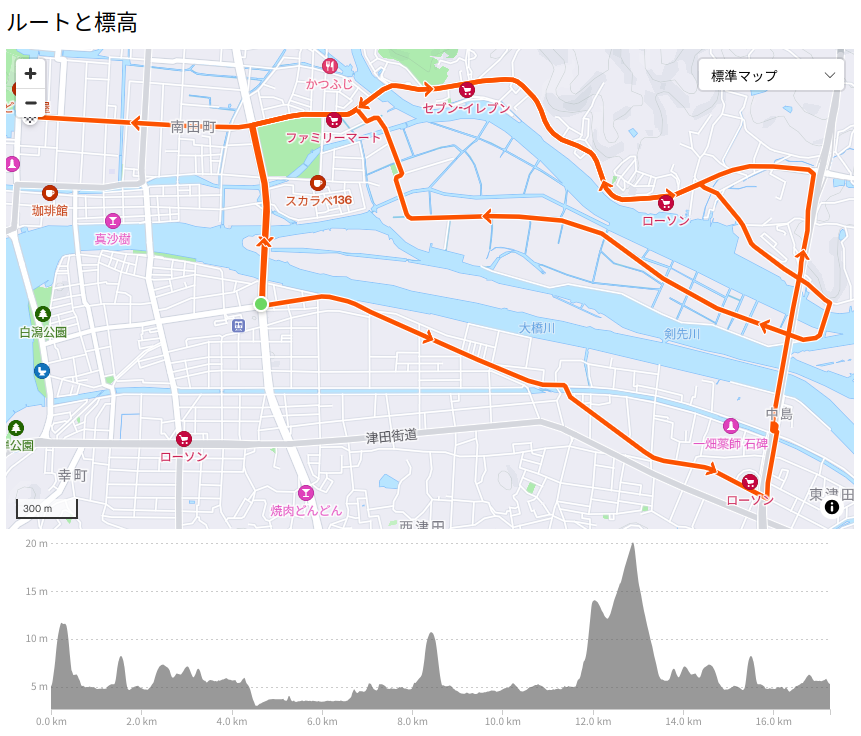 ルートと標高
+
標準マップ
−
かつふじ
セブン-イレブン
南田町
ファミリーマート
珈琲館
スカラベ136
ローソン
真沙樹
白潟公園
大橋川
剣先川
中島
津田街道
一畑薬師 石碑
公園
ローソン
幸町
ローソン
東津田
焼肉どんどん
西津田
300 m
20 m
15 m
10 m
5 m
0.0 km 2.0 km 4.0 km 6.0 km 8.0 km 10.0 km 12.0 km 14.0 km 16.0 km